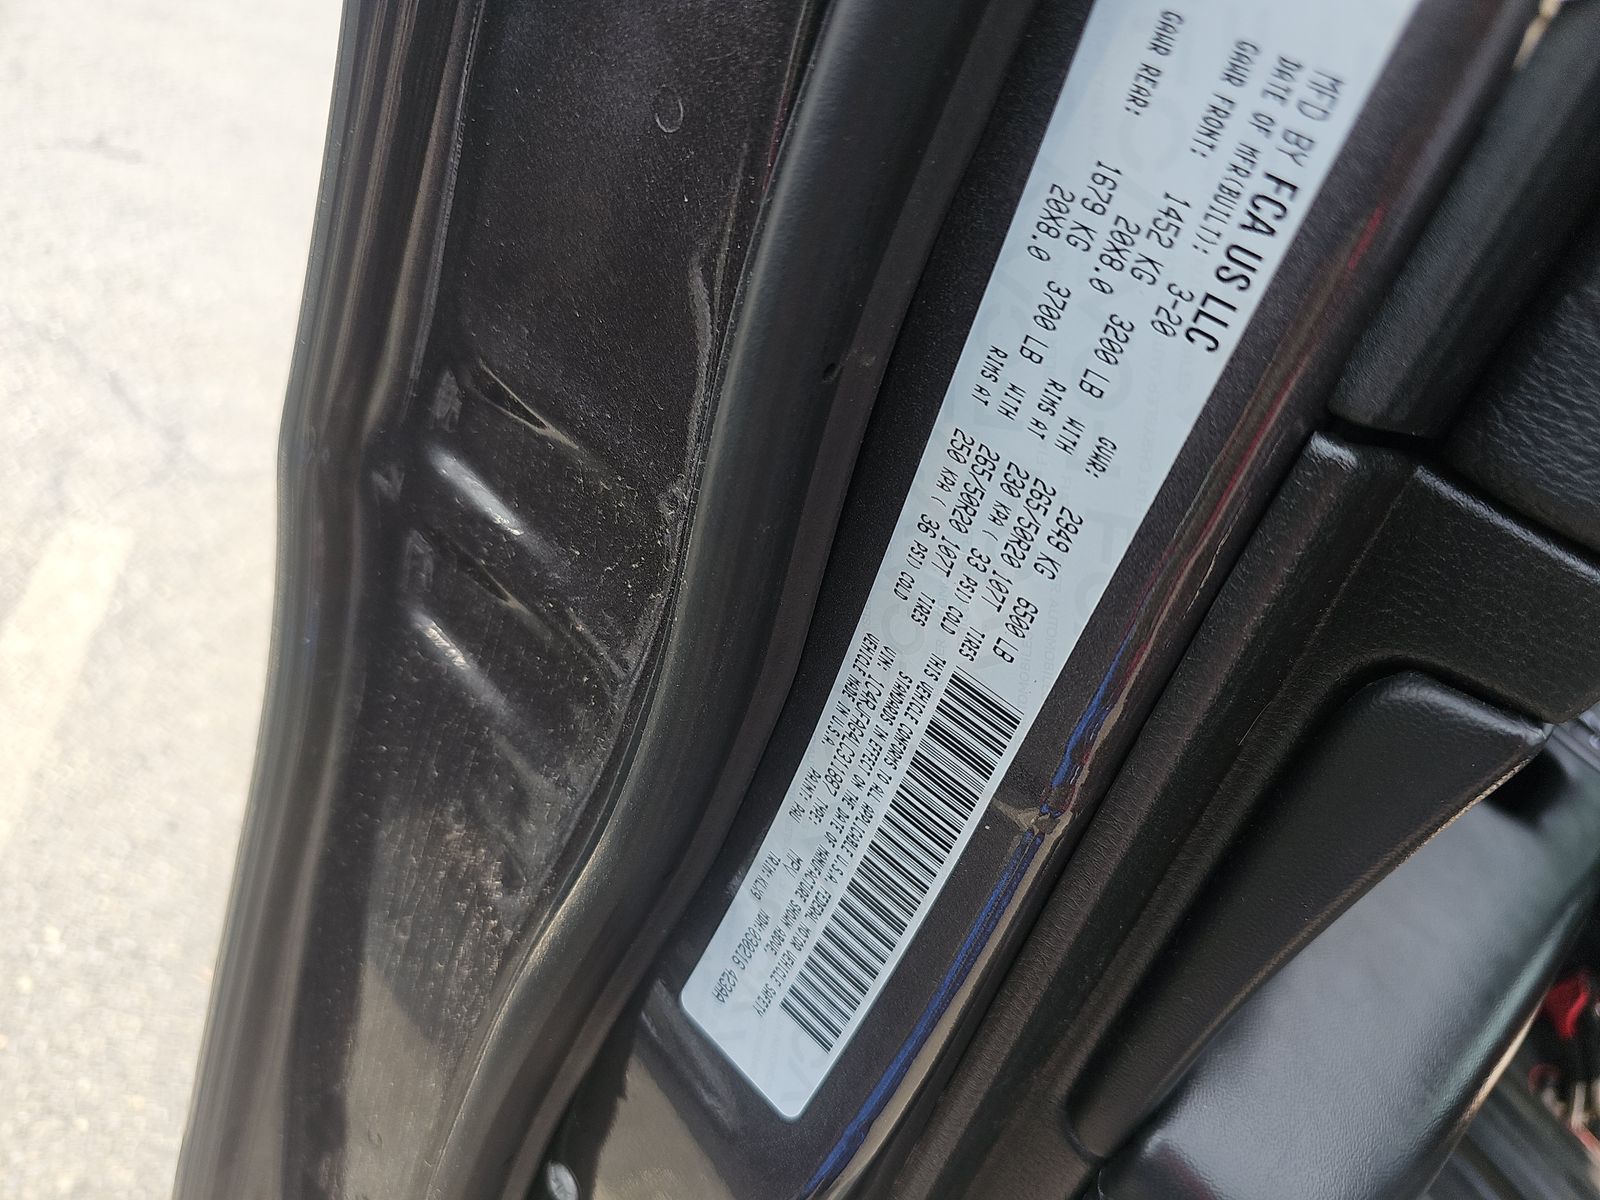 MFD BY FCA US LLC
DATE OF MFR(BUILT): 3-20 GVWR: 2949 KG 6500 LB
GAWR FRONT: 1452 KG 3200 LB WITH 265/50R20 107T TIRES
20X8.0 RIMS AT 230 KPA ( 33 PSI) COLD
GAWR REAR: 1679 KG 3700 LB WITH 265/50R20 107T TIRES
20X8.0 RIMS AT 250 KPA ( 36 PSI) COLD
THIS VEHICLE CONFORMS TO ALL APPLICABLE U.S.A. FEDERAL MOTOR VEHICLE SAFETY
STANDARDS IN EFFECT ON THE DATE OF MANUFACTURE SHOWN ABOVE.
VIN: 1C4RJFAG4LC311887 TYPE: MPV
VEHICLE MADE IN U.S.A. PAINT: PAU